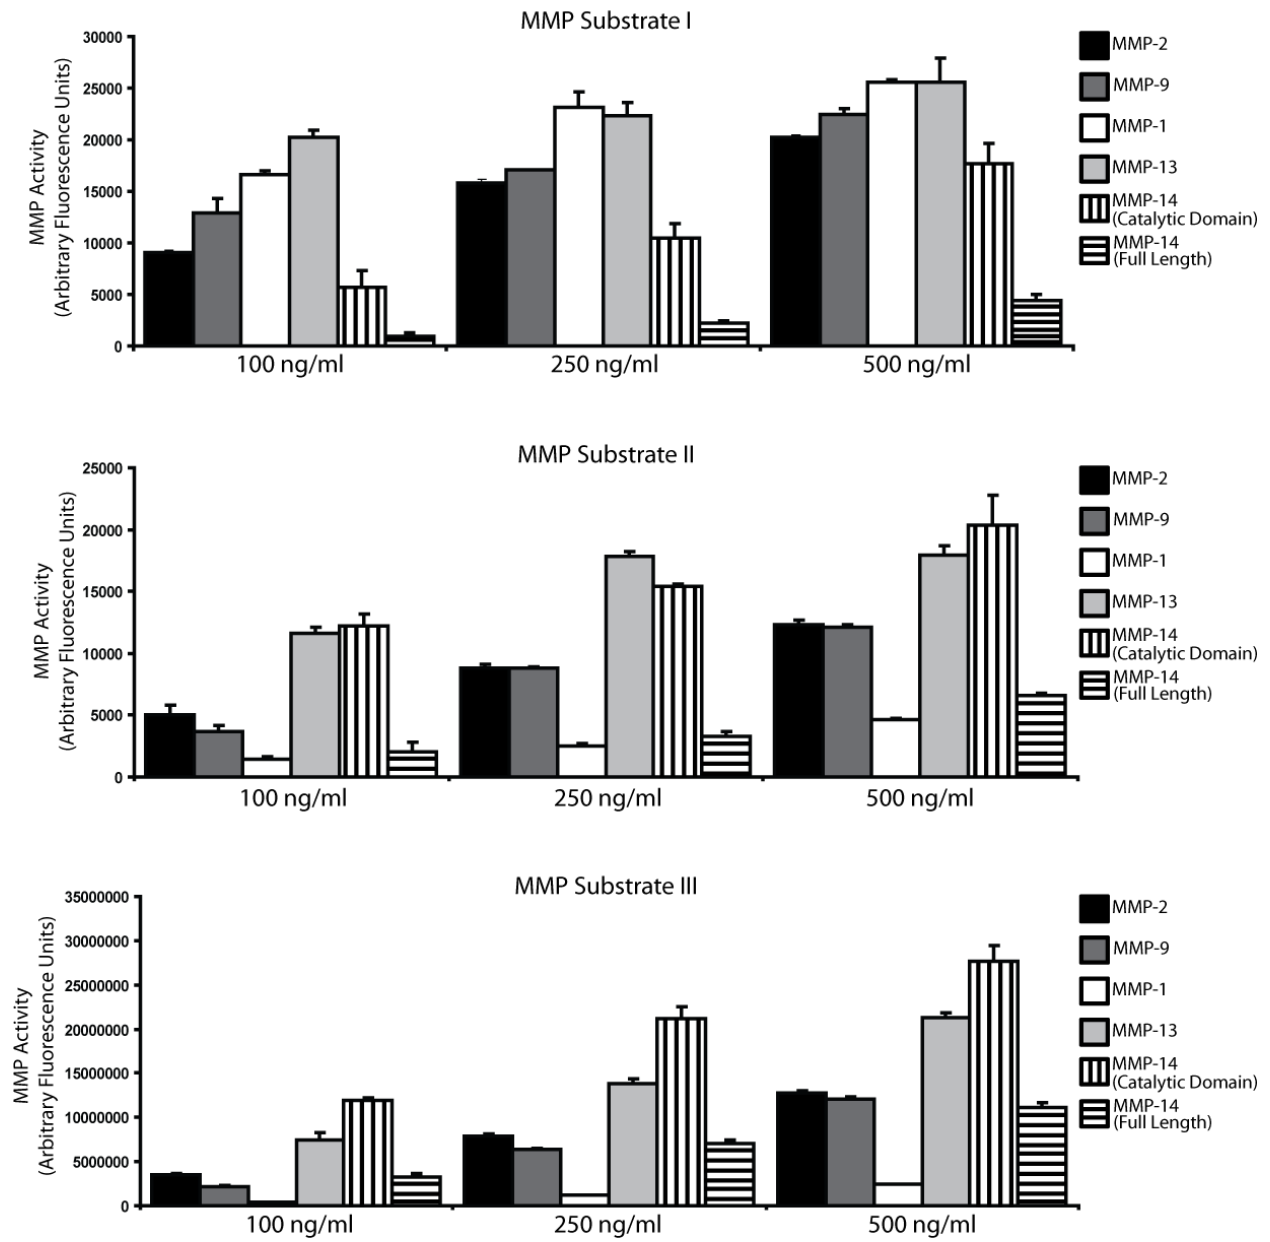 MMP Substrate I
MMP Activity
(Arbitrary Fluorescence Units)
30000
25000
20000
15000
10000
5000
0
100 ng/ml
250 ng/ml
500 ng/ml
MMP-2
MMP-9
MMP-1
MMP-13
MMP-14
(Catalytic Domain)
MMP-14
(Full Length)
MMP Substrate II
MMP Activity
(Arbitrary Fluorescence Units)
25000
20000
15000
10000
5000
0
100 ng/ml
250 ng/ml
500 ng/ml
MMP-2
MMP-9
MMP-1
MMP-13
MMP-14
(Catalytic Domain)
MMP-14
(Full Length)
MMP Substrate III
MMP Activity
(Arbitrary Fluorescence Units)
35000000
30000000
25000000
20000000
15000000
10000000
5000000
0
100 ng/ml
250 ng/ml
500 ng/ml
MMP-2
MMP-9
MMP-1
MMP-13
MMP-14
(Catalytic Domain)
MMP-14
(Full Length)